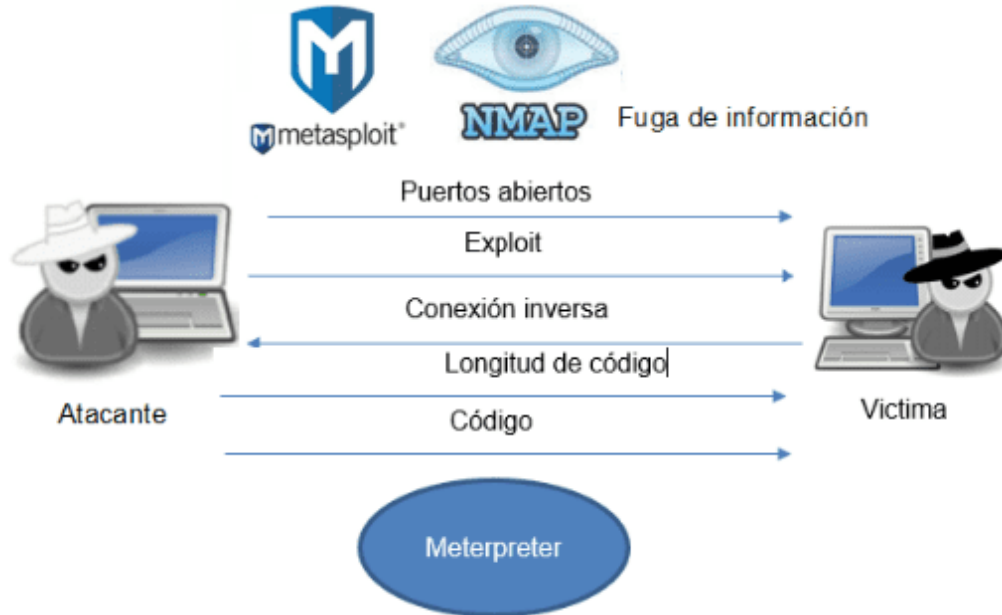 metasploit®
NMAP
Fuga de información
Puertos abiertos
Exploit
Conexión inversa
Longitud de código
Código
Atacante
Victima
Meterpreter